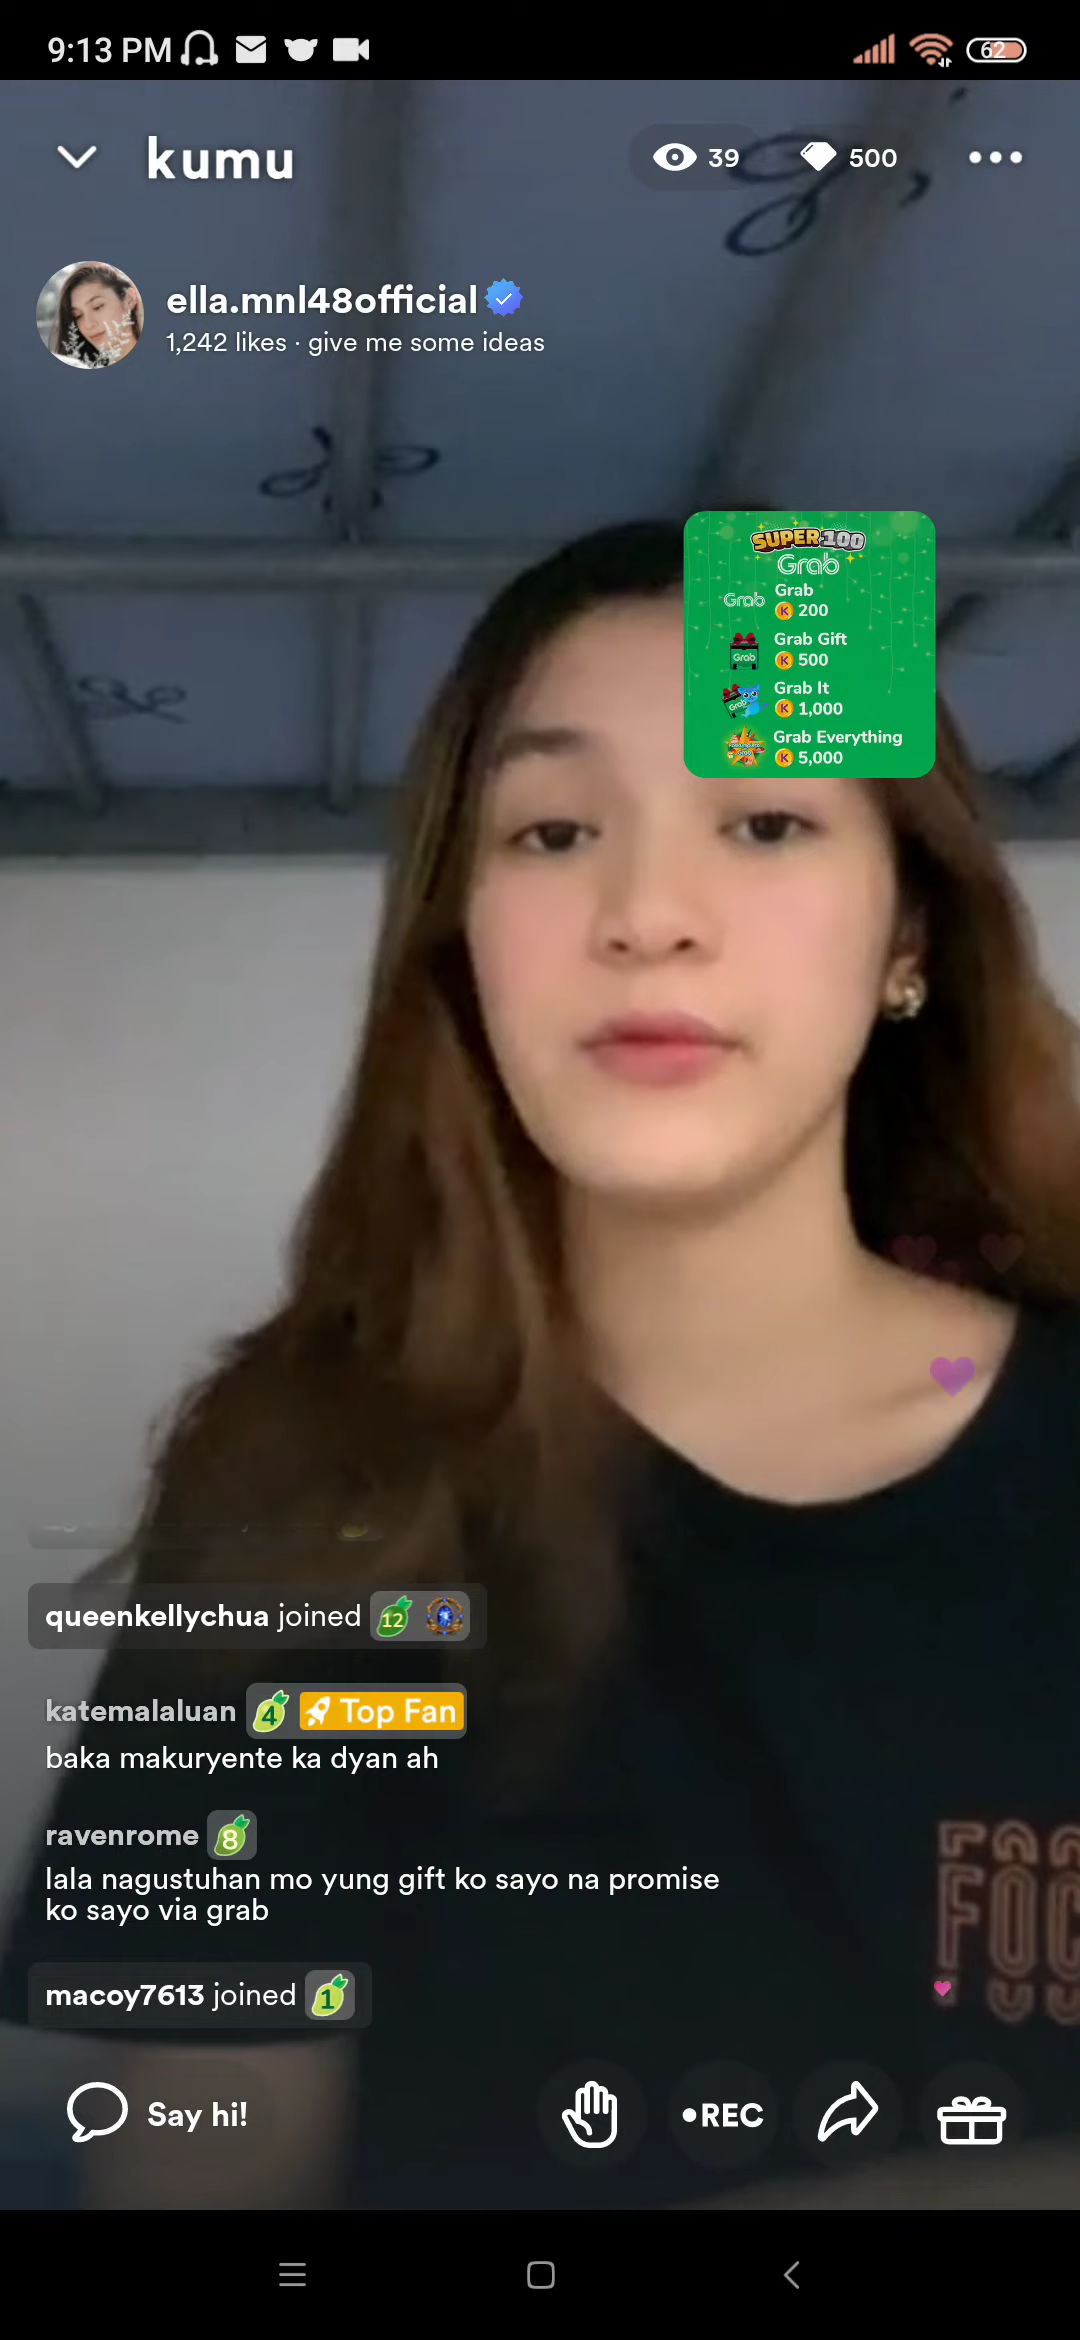 9:13 PM
62
kumu
39
500
ella.mnl48official
1,242 likes · give me some ideas
SUPER 100
Grab
Grab
Grab
200
Grab Gift
Grab
500
Grab It
Grab
1,000
Grab Everything
5,000
queenkellychua joined 12
katemalaluan 4 Top Fan
baka makuryente ka dyan ah
ravenrome 8
lala nagustuhan mo yung gift ko sayo na promise
ko sayo via grab
FOC
macoy7613 joined 1
Say hi!
•REC